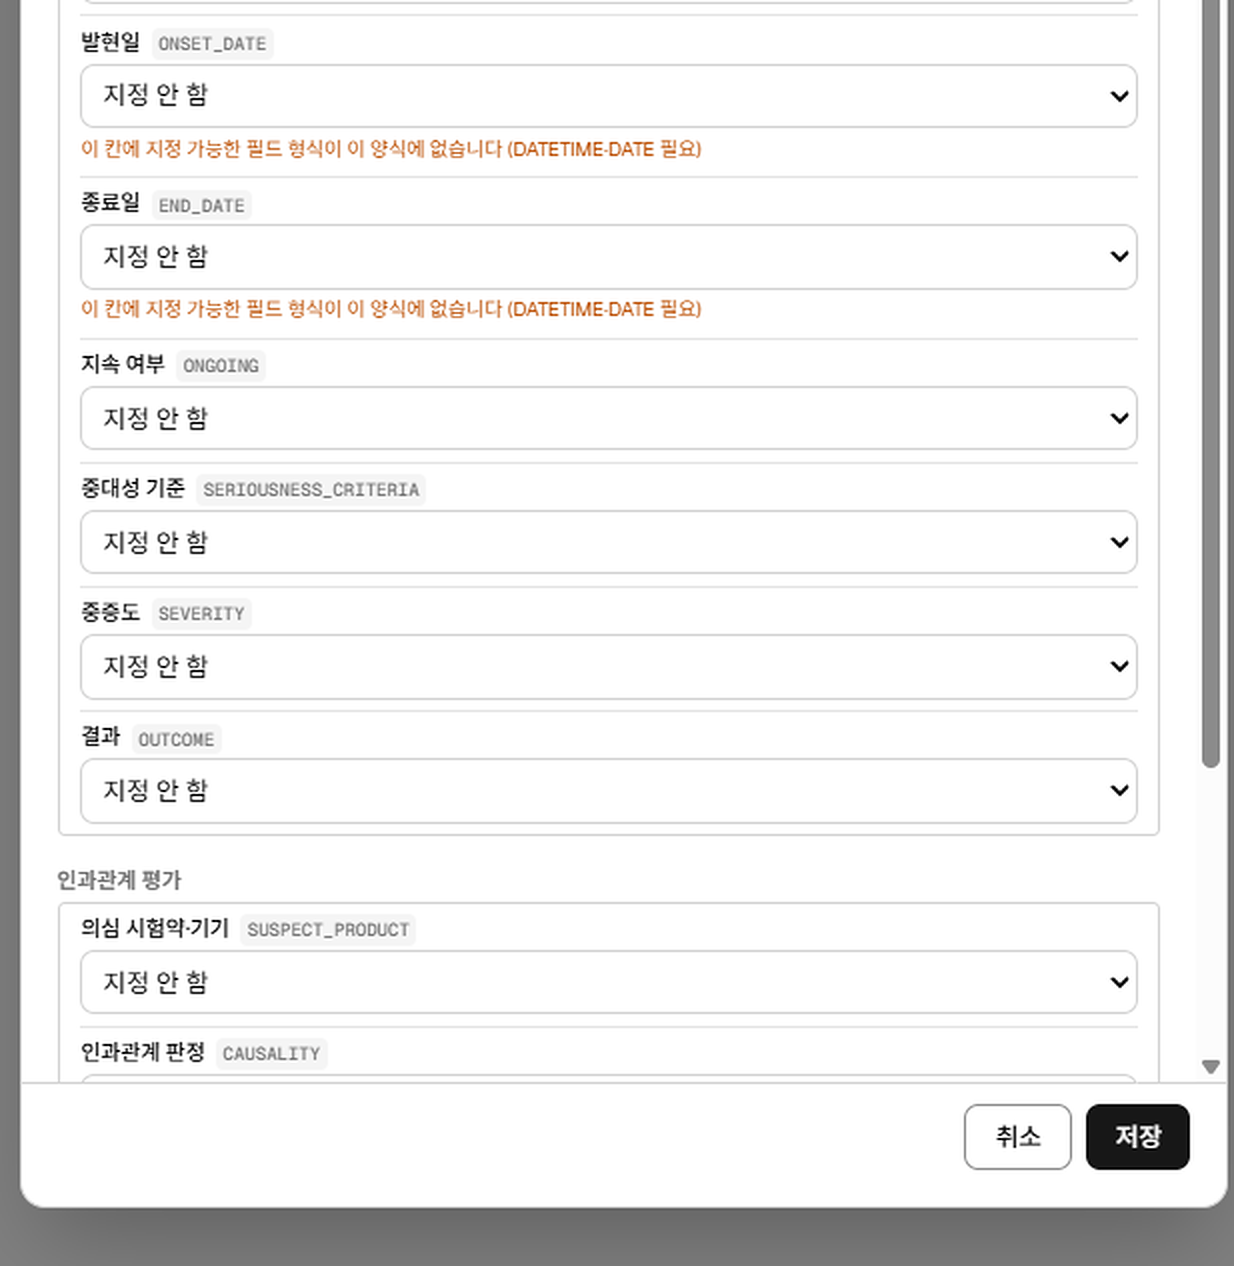 발현일 ONSET_DATE
지정 안 함
이 칸에 지정 가능한 필드 형식이 이 양식에 없습니다 (DATETIME·DATE 필요)
종료일 END_DATE
지정 안 함
이 칸에 지정 가능한 필드 형식이 이 양식에 없습니다 (DATETIME·DATE 필요)
지속 여부 ONGOING
지정 안 함
중대성 기준 SERIOUSNESS_CRITERIA
지정 안 함
중증도 SEVERITY
지정 안 함
결과 OUTCOME
지정 안 함
인과관계 평가
의심 시험약·기기 SUSPECT_PRODUCT
지정 안 함
인과관계 판정 CAUSALITY
취소 저장